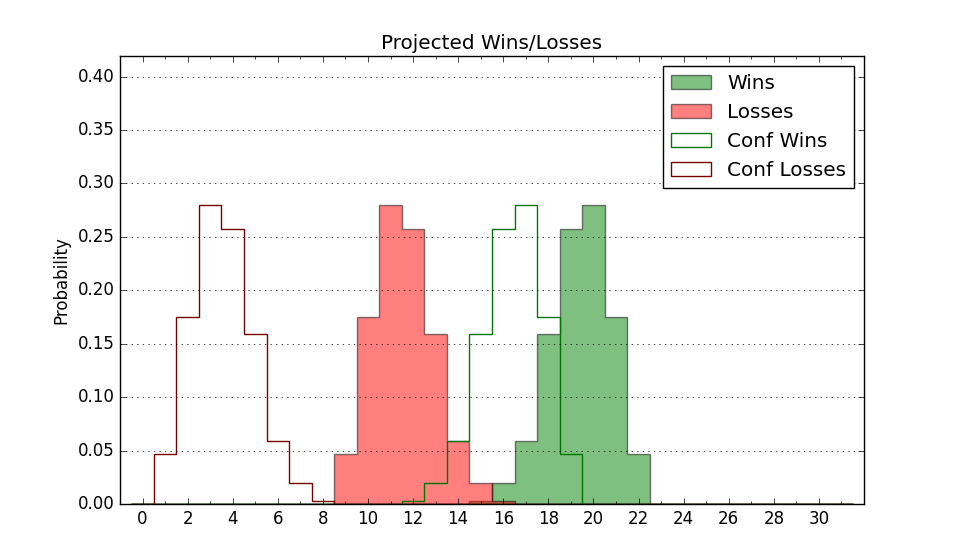 Projected Wins/Losses
0.40
0.35
0.30
0.25
0.20
0.15
0.10
0.05
0.00
Probability
Wins
Losses
Conf Wins
Conf Losses
0 2 4 6 8 10 12 14 16 18 20 22 24 26 28 30